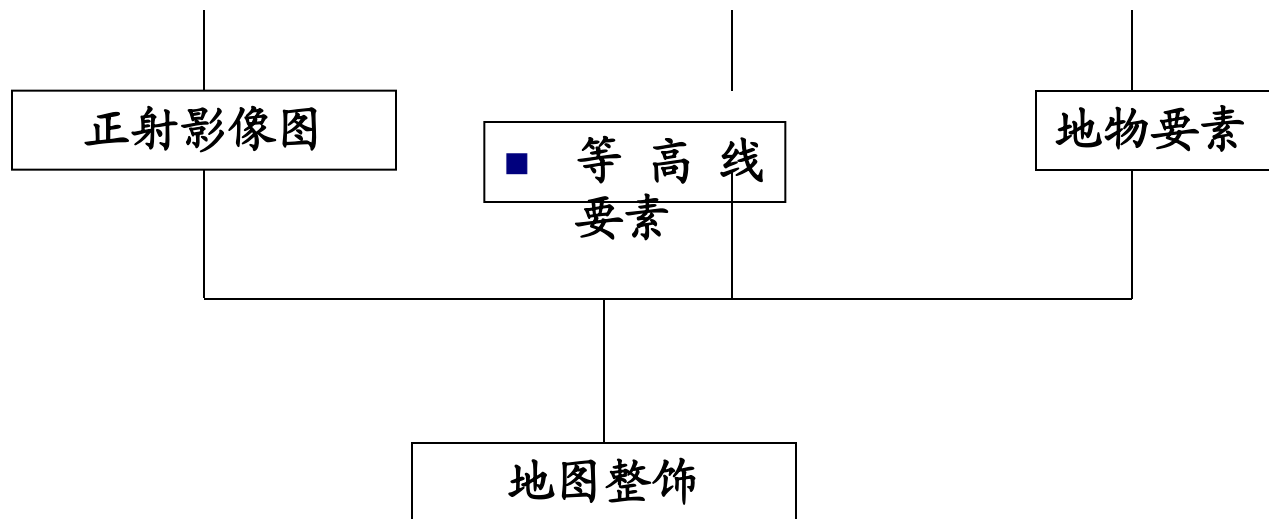 正射影像图
■ 等高线
要素
地物要素
地图整饰